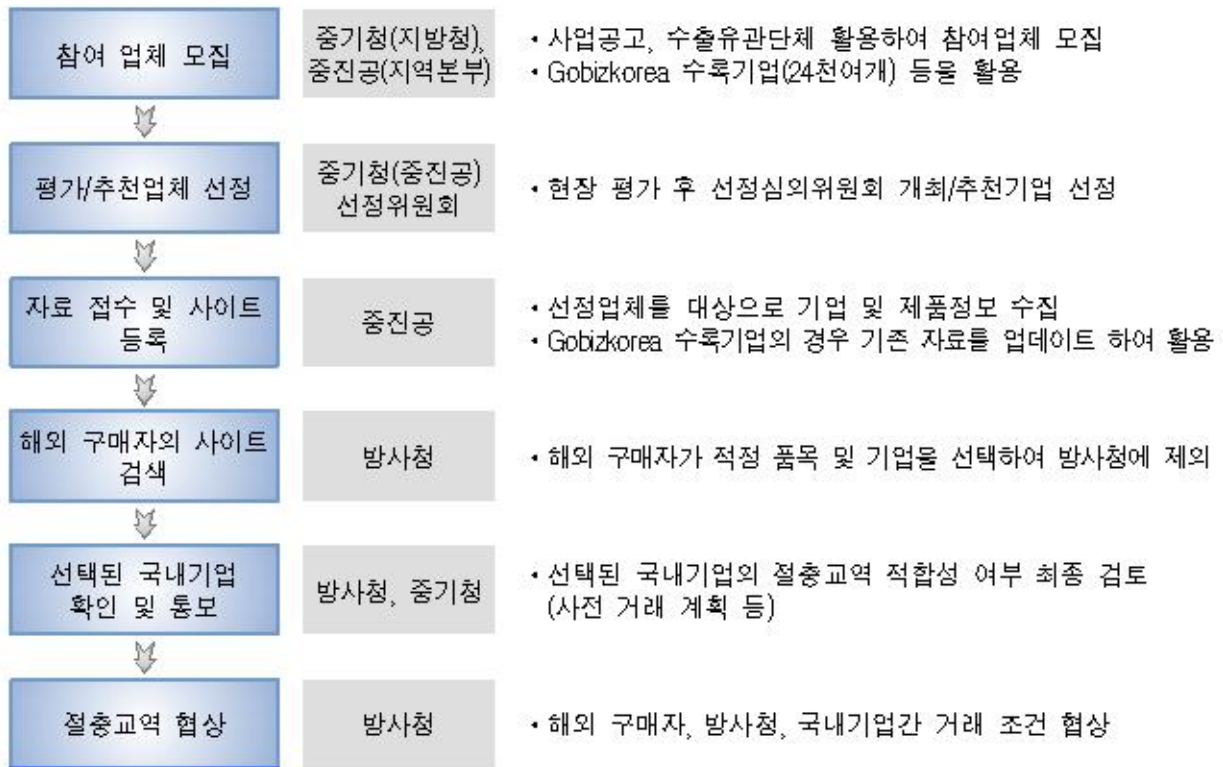 참여 업체 모집
중기청(지방청),
중진공(지역본부)
• 사업공고, 수출유관단체 활용하여 참여업체 모집
• Gobizkorea 수록기업(24천여개) 등을 활용
평가/추천업체 선정
중기청(중진공)
선정위원회
• 현장 평가 후 선정심의위원회 개최/추천기업 선정
자료 접수 및 사이트
등록
중진공
• 선정업체를 대상으로 기업 및 제품정보 수집
• Gobizkorea 수록기업의 경우 기존 자료를 업데이트 하여 활용
해외 구매자의 사이트
검색
방사청
• 해외 구매자가 적정 품목 및 기업을 선택하여 방사청에 제의
선택된 국내기업
확인 및 통보
방사청, 중기청
• 선택된 국내기업의 절충교역 적합성 여부 최종 검토
(사전 거래 계획 등)
절충교역 협상
방사청
• 해외 구매자, 방사청, 국내기업간 거래 조건 협상